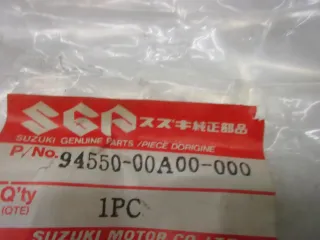 SGP スズキ純正部品
SUZUKI GENUINE PARTS / PIECE D'ORIGINE
P/No. 94550-00A00-000
Q'ty 1PC
(QTE)
SUZUKI MOTOR CO.,LTD.